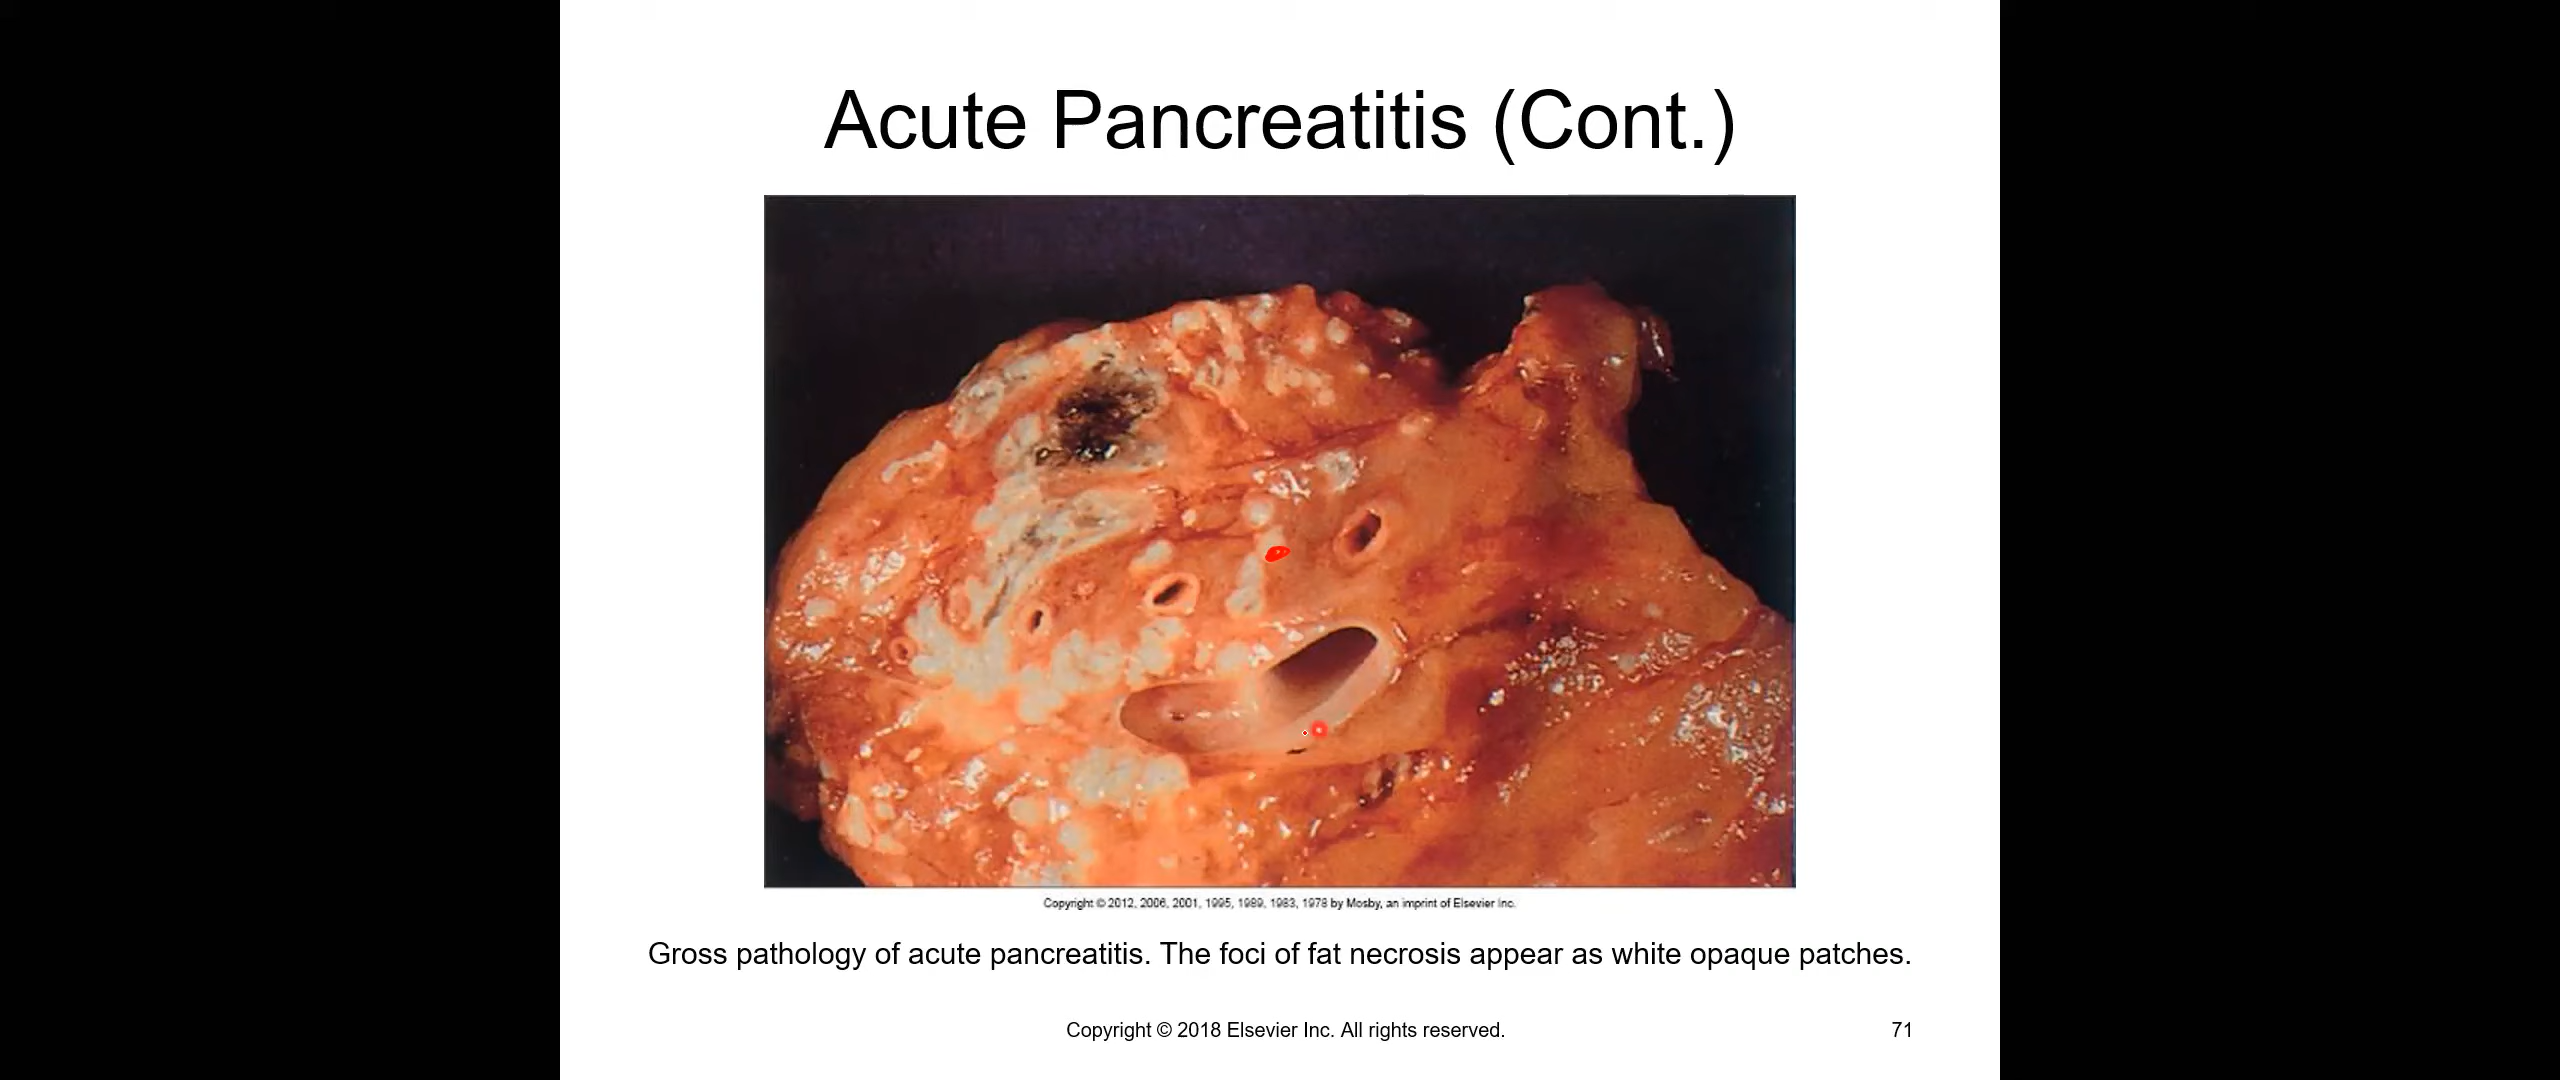 Acute Pancreatitis (Cont.)
Copyright © 2012, 2006, 2001, 1995, 1989, 1983, 1978 by Mosby, an imprint of Elsevier Inc.
Gross pathology of acute pancreatitis. The foci of fat necrosis appear as white opaque patches.
Copyright © 2018 Elsevier Inc. All rights reserved.
71